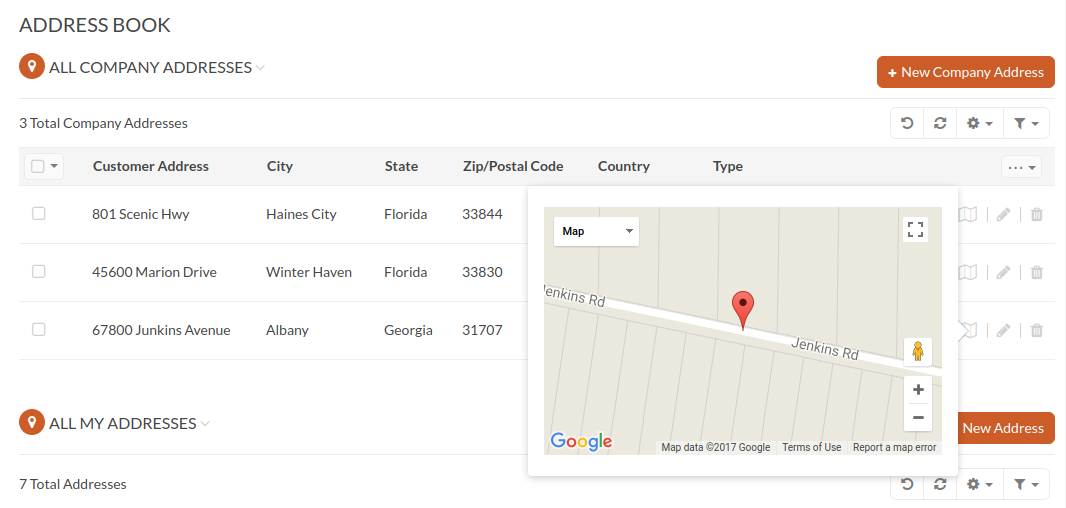 ADDRESS BOOK
ALL COMPANY ADDRESSES
+ New Company Address
3 Total Company Addresses
Customer Address City State Zip/Postal Code Country Type
801 Scenic Hwy Haines City Florida 33844
45600 Marion Drive Winter Haven Florida 33830
67800 Junkins Avenue Albany Georgia 31707
Map
enkins Rd
Jenkins Rd
Google Map data ©2017 Google Terms of Use Report a map error
ALL MY ADDRESSES
New Address
7 Total Addresses